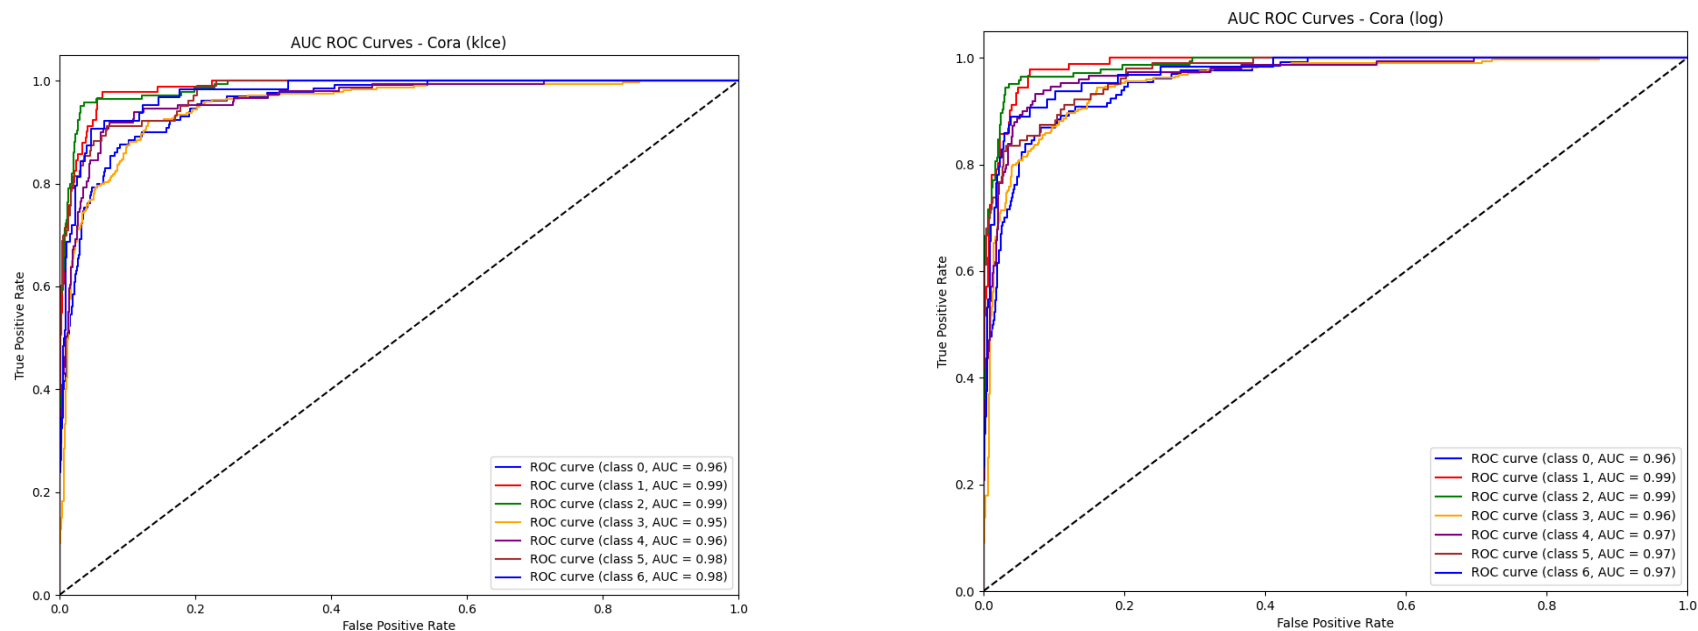 AUC ROC Curves - Cora (klce)
True Positive Rate
1.0
0.8
0.6
0.4
0.2
0.0
0.0 0.2 0.4 0.6 0.8 1.0
False Positive Rate
ROC curve (class 0, AUC = 0.96)
ROC curve (class 1, AUC = 0.99)
ROC curve (class 2, AUC = 0.99)
ROC curve (class 3, AUC = 0.95)
ROC curve (class 4, AUC = 0.96)
ROC curve (class 5, AUC = 0.98)
ROC curve (class 6, AUC = 0.98)
AUC ROC Curves - Cora (log)
True Positive Rate
1.0
0.8
0.6
0.4
0.2
0.0
0.0 0.2 0.4 0.6 0.8 1.0
False Positive Rate
ROC curve (class 0, AUC = 0.96)
ROC curve (class 1, AUC = 0.99)
ROC curve (class 2, AUC = 0.99)
ROC curve (class 3, AUC = 0.96)
ROC curve (class 4, AUC = 0.97)
ROC curve (class 5, AUC = 0.97)
ROC curve (class 6, AUC = 0.97)